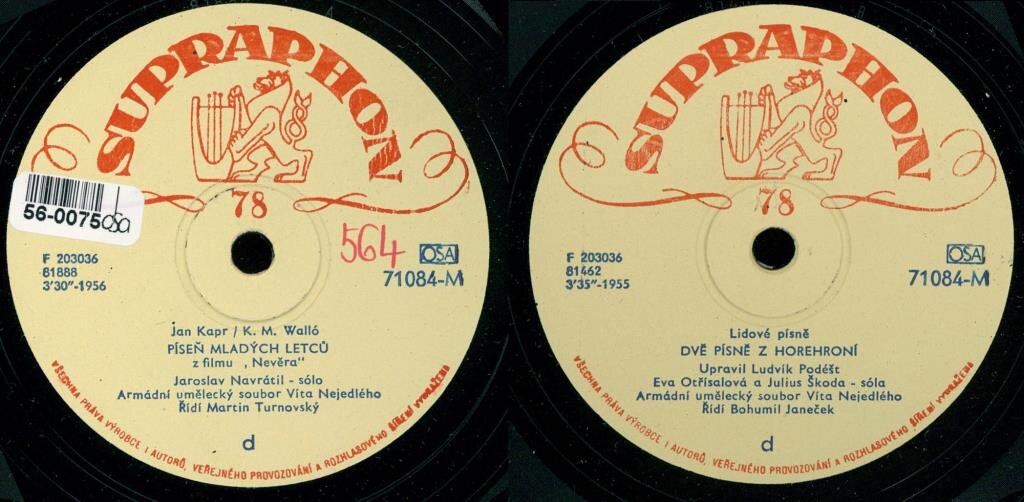 SUPRAPHON
78
56-0075 osa
564
F 203036
81888
3'30"-1956
OSA
71084-M
Jan Kapr / K. M. Walló
PÍSEŇ MLADÝCH LETCŮ
z filmu „Nevěra"
Jaroslav Navrátil - sólo
Armádní umělecký soubor Víta Nejedlého
Řídí Martin Turnovský
d
VŠECHNA PRÁVA VÝROBCE I AUTORŮ, VEŘEJNÉHO PROVOZOVÁNÍ A ROZHLASOVÉHO ŠÍŘENÍ VYHRAŽENA
SUPRAPHON
78
F 203036
81462
3'35"-1955
OSA
71084-M
Lidové písně
DVĚ PÍSNĚ Z HOREHRONÍ
Upravil Ludvík Podéšt
Eva Otřísalová a Julius Škoda - sóla
Armádní umělecký soubor Víta Nejedlého
Řídí Bohumil Janeček
d
VŠECHNA PRÁVA VÝROBCE I AUTORŮ, VEŘEJNÉHO PROVOZOVÁNÍ A ROZHLASOVÉHO ŠÍŘENÍ VYHRAŽENA